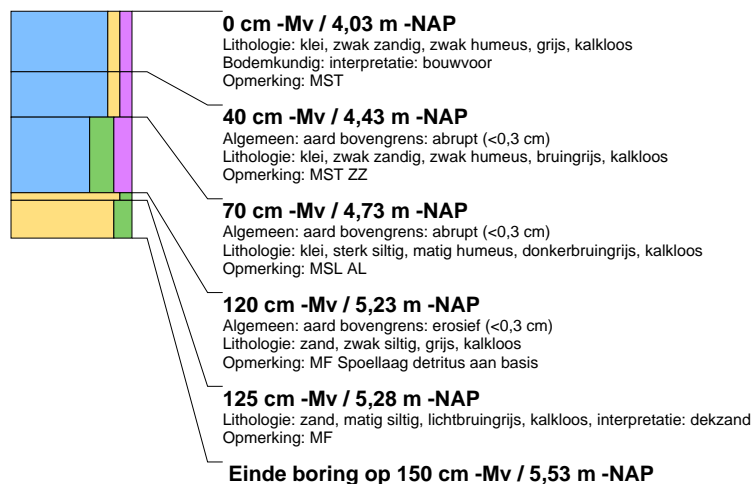 0 cm -Mv / 4,03 m -NAP
Lithologie: klei, zwak zandig, zwak humeus, grijs, kalkloos
Bodemkundig: interpretatie: bouwvoor
Opmerking: MST
40 cm -Mv / 4,43 m -NAP
Algemeen: aard bovengrens: abrupt (<0,3 cm)
Lithologie: klei, zwak zandig, zwak humeus, bruingrijs, kalkloos
Opmerking: MST ZZ
70 cm -Mv / 4,73 m -NAP
Algemeen: aard bovengrens: abrupt (<0,3 cm)
Lithologie: klei, sterk siltig, matig humeus, donkerbruingrijs, kalkloos
Opmerking: MSL AL
120 cm -Mv / 5,23 m -NAP
Algemeen: aard bovengrens: erosief (<0,3 cm)
Lithologie: zand, zwak siltig, grijs, kalkloos
Opmerking: MF Spoellaag detritus aan basis
125 cm -Mv / 5,28 m -NAP
Lithologie: zand, matig siltig, lichtbruingrijs, kalkloos, interpretatie: dekzand
Opmerking: MF
Einde boring op 150 cm -Mv / 5,53 m -NAP